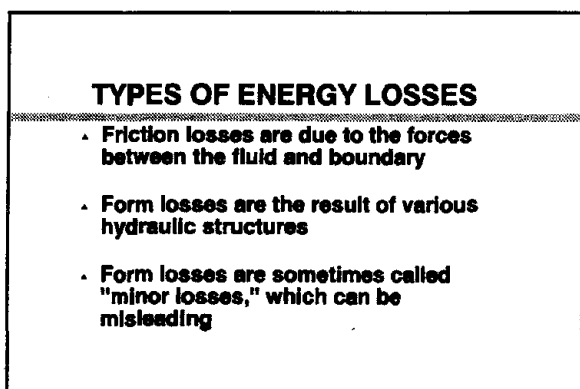 TYPES OF ENERGY LOSSES
Friction losses are due to the forces
between the fluid and boundary
Form losses are the result of various
hydraulic structures
Form losses are sometimes called
"minor losses," which can be
misleading